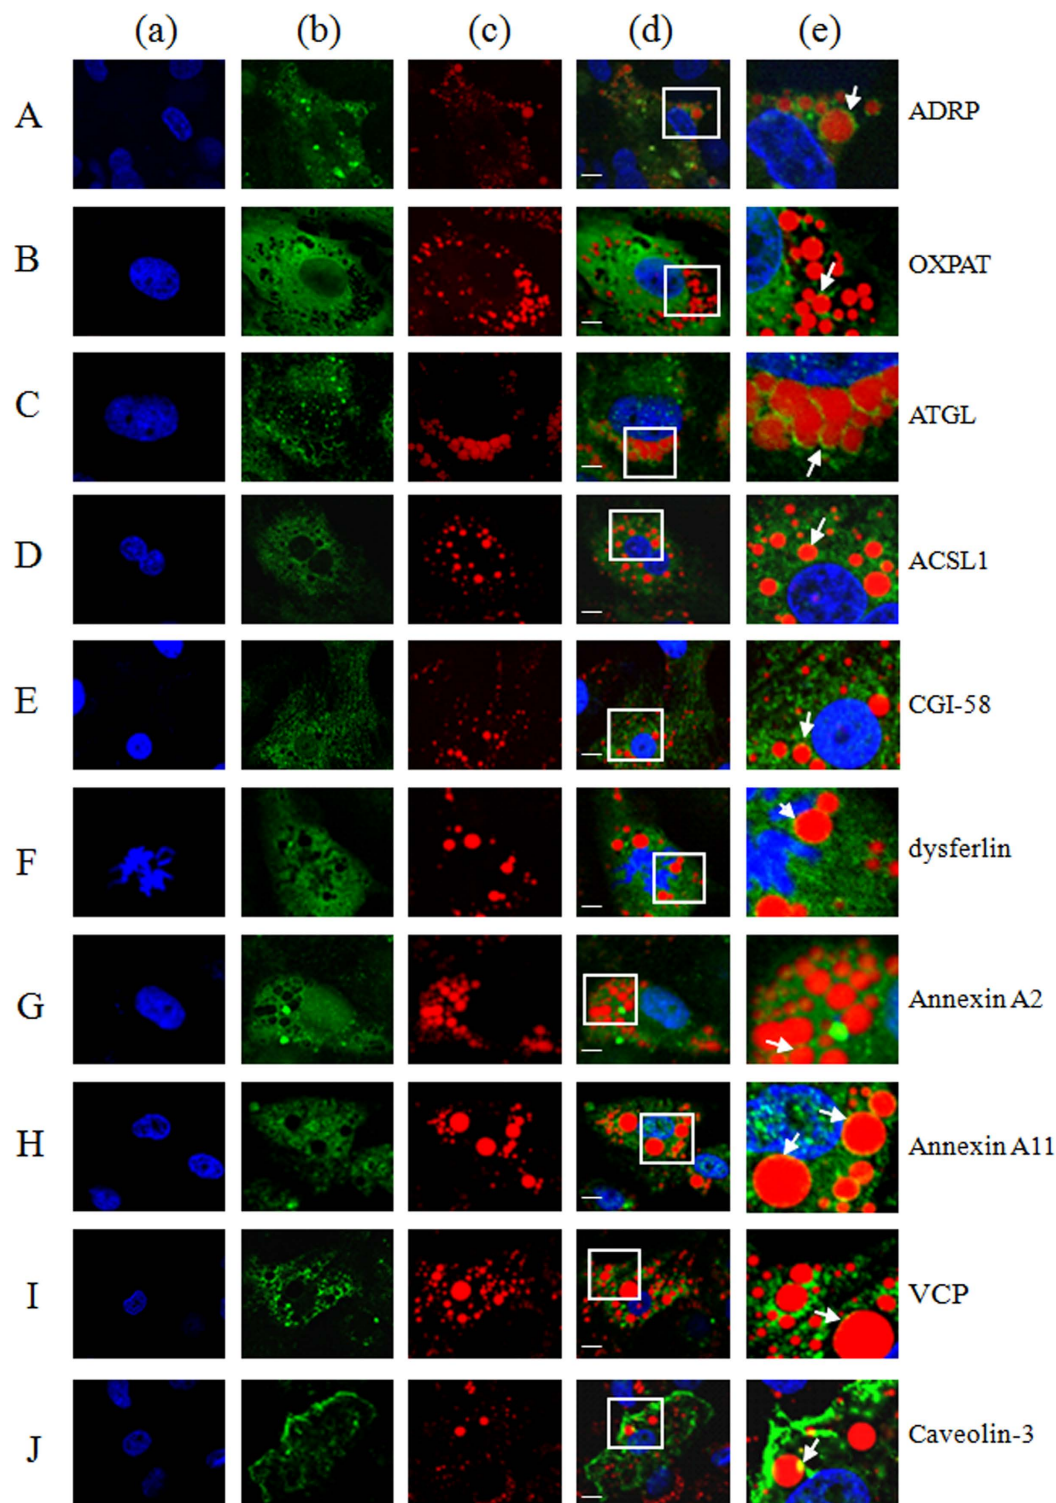 (a) (b) (c) (d) (e)
A ADRP
B OXPAT
C ATGL
D ACSL1
E CGI-58
F dysferlin
G Annexin A2
H Annexin A11
I VCP
J Caveolin-3